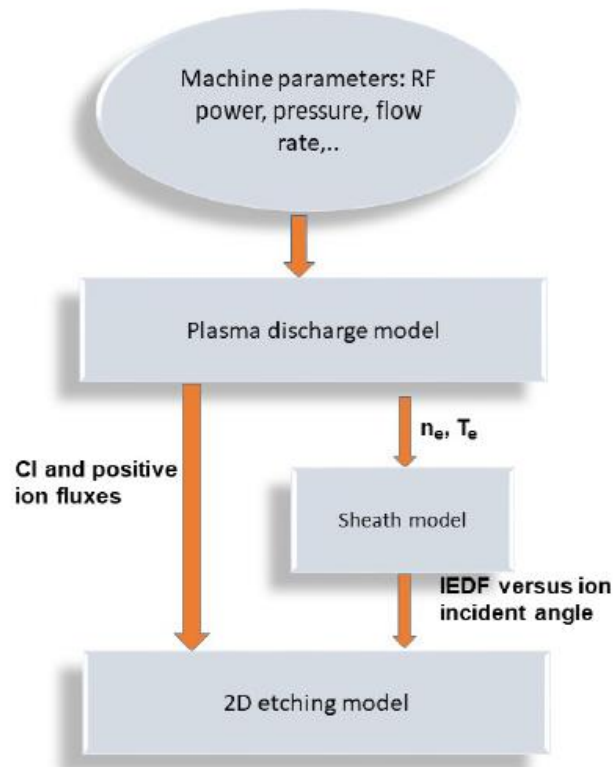 Machine parameters: RF
power, pressure, flow
rate,..
Plasma discharge model
nₑ, Tₑ
Cl and positive
ion fluxes
Sheath model
IEDF versus ion
incident angle
2D etching model